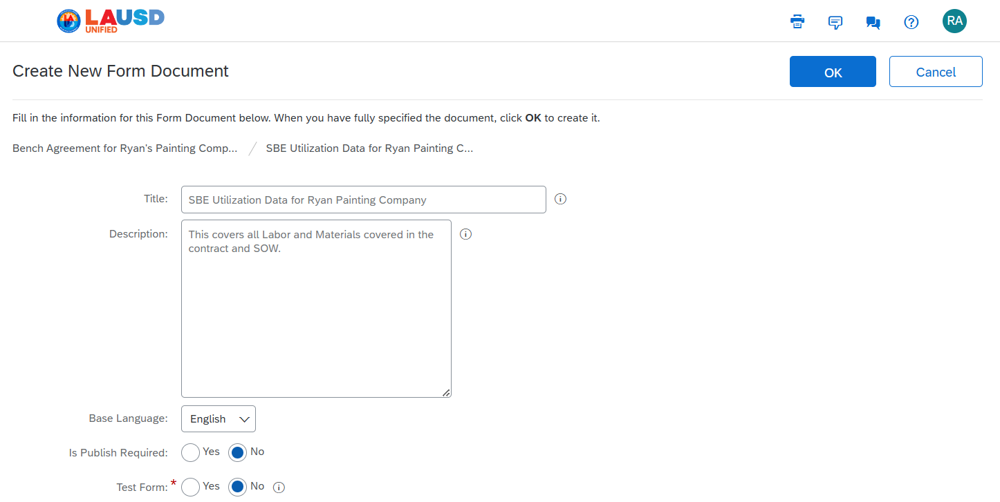 LAUSD
UNIFIED
RA
Create New Form Document
OK
Cancel
Fill in the information for this Form Document below. When you have fully specified the document, click OK to create it.
Bench Agreement for Ryan's Painting Comp...
SBE Utilization Data for Ryan Painting C...
Title:
SBE Utilization Data for Ryan Painting Company
Description:
This covers all Labor and Materials covered in the
contract and SOW.
Base Language:
English
Is Publish Required:
Yes
No
Test Form: *
Yes
No